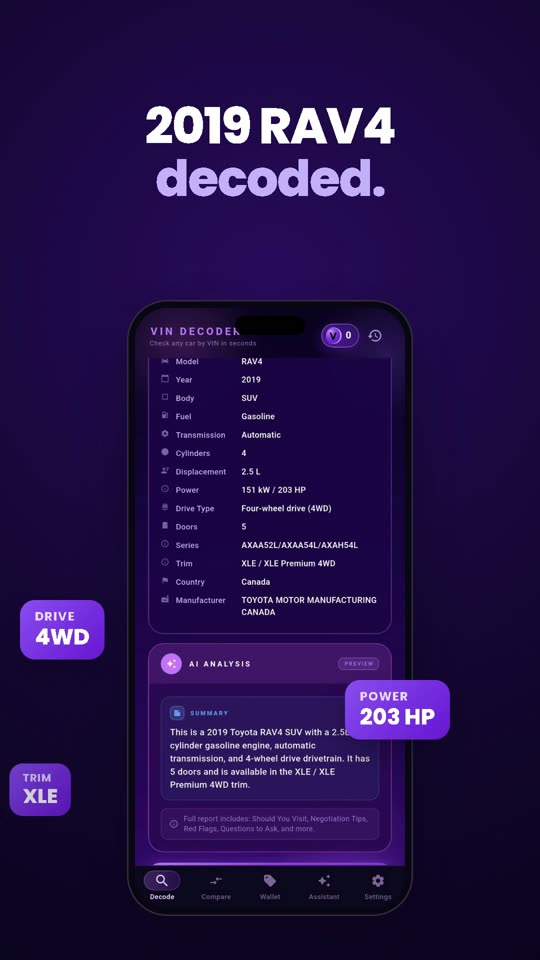 2019 RAV4
decoded.
VIN DECODER
Check any car by VIN in seconds
V 0
Model RAV4
Year 2019
Body SUV
Fuel Gasoline
Transmission Automatic
Cylinders 4
Displacement 2.5 L
Power 151 kW / 203 HP
Drive Type Four-wheel drive (4WD)
Doors 5
Series AXAA52L/AXAA54L/AXAH54L
Trim XLE / XLE Premium 4WD
Country Canada
Manufacturer TOYOTA MOTOR MANUFACTURING
CANADA
DRIVE
4WD
AI ANALYSIS PREVIEW
POWER
203 HP
SUMMARY
This is a 2019 Toyota RAV4 SUV with a
cylinder gasoline engine, automatic
transmission, and 4-wheel drive drivetrain. It has
5 doors and is available in the XLE / XLE
Premium 4WD trim.
TRIM
XLE
Full report includes: Should You Visit, Negotiation Tips,
Red Flags, Questions to Ask, and more.
Decode Compare Wallet Assistant Settings